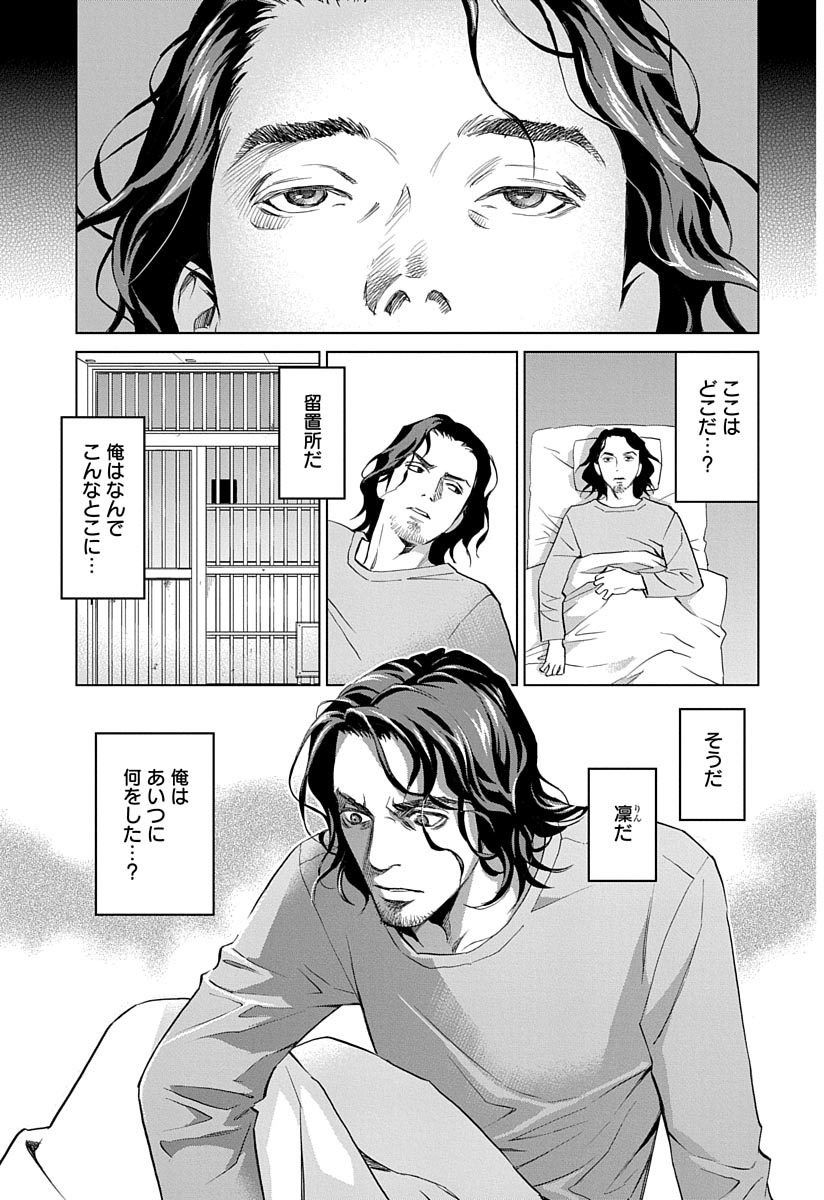 ここは
どこだ…?
留置所だ
俺はなんで
こんなとこに…
そうだ
凜だ
りん
俺は
あいつに
何をした…?